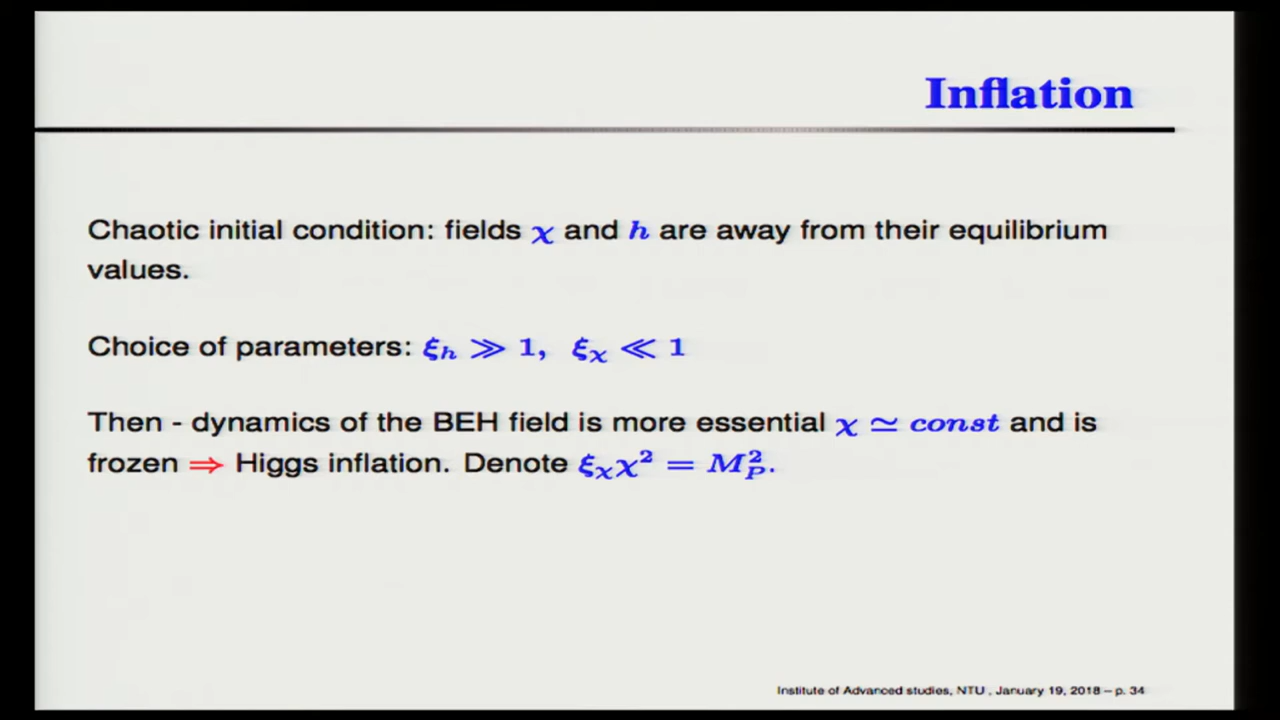 Inflation
Chaotic initial condition: fields χ and h are away from their equilibrium
values.
Choice of parameters: ξ_h ≫ 1, ξ_χ ≪ 1
Then - dynamics of the BEH field is more essential χ ≃ const and is
frozen ⇒ Higgs inflation. Denote ξ_χχ² = M_P².
Institute of Advanced studies, NTU , January 19, 2018 – p. 34